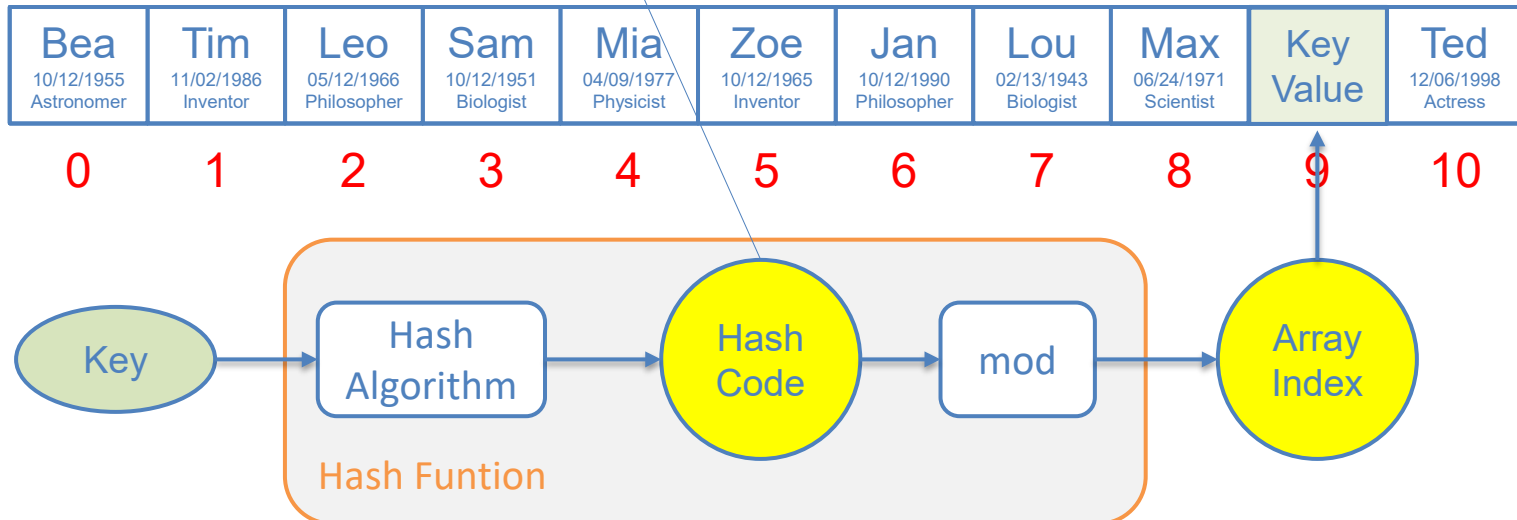 Bea Tim Leo Sam Mia Zoe Jan Lou Max Key Ted
10/12/1955 11/02/1986 05/12/1966 10/12/1951 04/09/1977 10/12/1965 10/12/1990 02/13/1943 06/24/1971 Value 12/06/1998
Astronomer Inventor Philosopher Biologist Physicist Inventor Philosopher Biologist Scientist Actress
0 1 2 3 4 5 6 7 8 9 10
Key
Hash
Algorithm
Hash
Code
mod
Array
Index
Hash Funtion